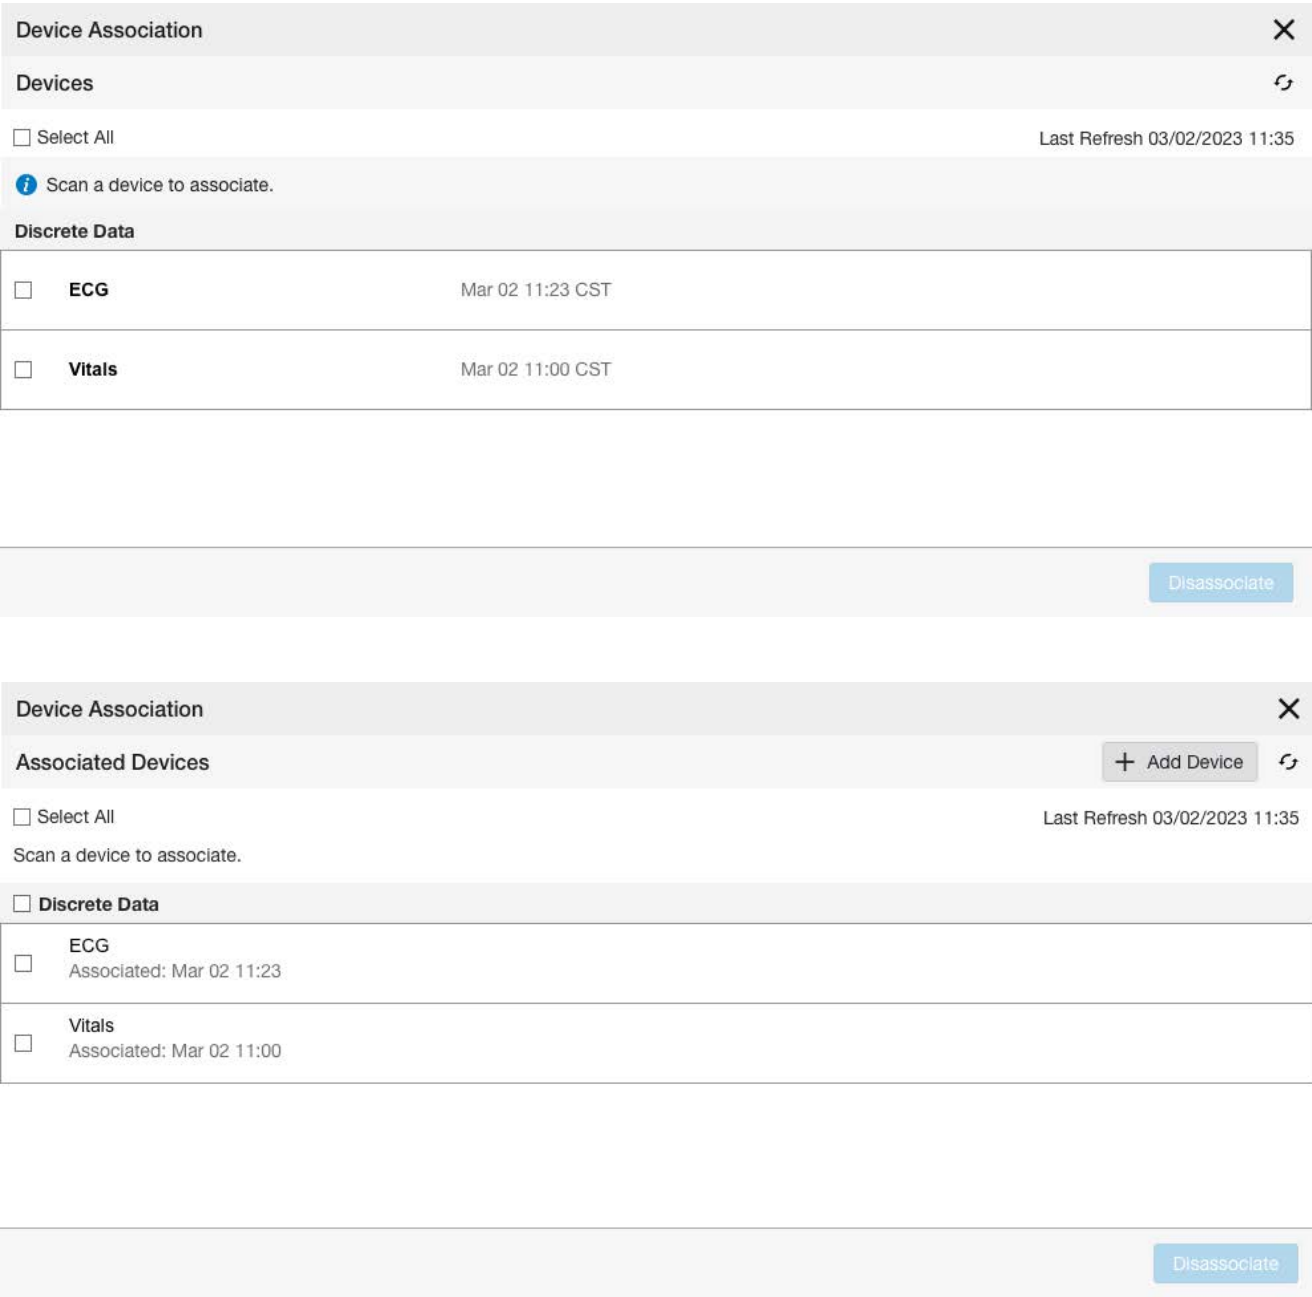 Device Association
Devices
Select All
Last Refresh 03/02/2023 11:35
Scan a device to associate.
Discrete Data
ECG Mar 02 11:23 CST
Vitals Mar 02 11:00 CST
Disassociate
Device Association
Associated Devices
+ Add Device
Select All
Last Refresh 03/02/2023 11:35
Scan a device to associate.
Discrete Data
ECG
Associated: Mar 02 11:23
Vitals
Associated: Mar 02 11:00
Disassociate